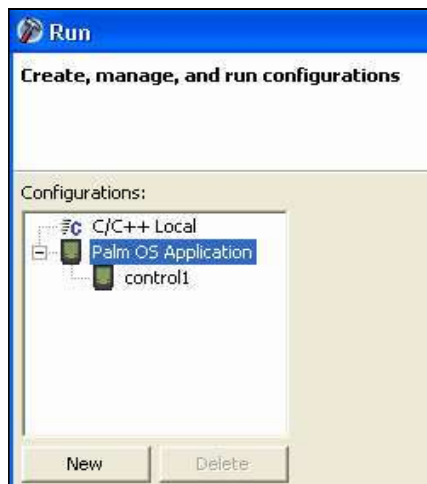 Run
Create, manage, and run configurations
Configurations:
C/C++ Local
Palm OS Application
control1
New Delete